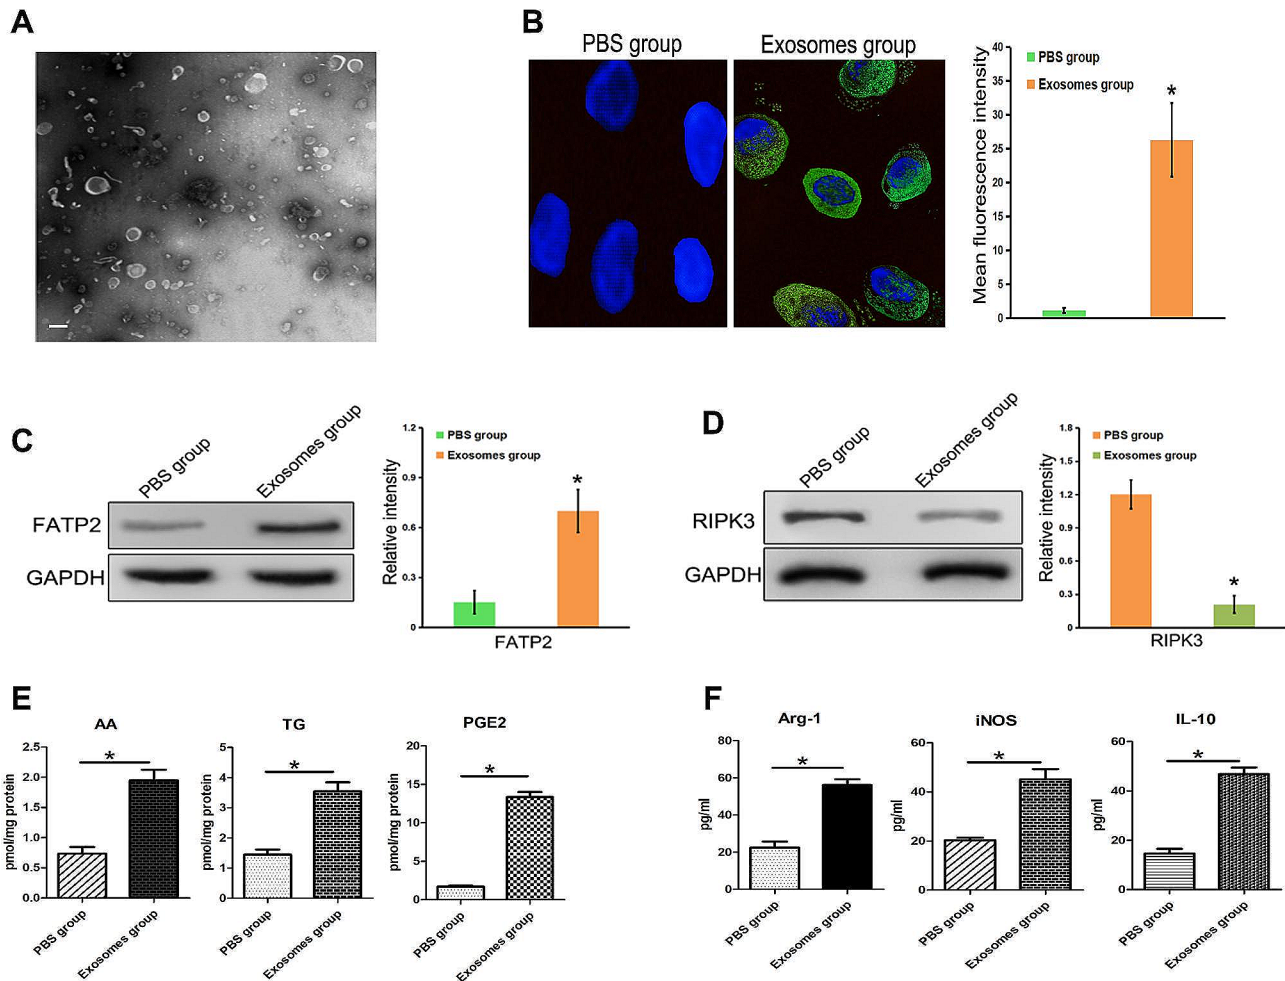 A
B
PBS group
Exosomes group
Mean fluorescence intensity
40
35
30
25
20
15
10
5
0
PBS group
Exosomes group
*
C
PBS group
Exosomes group
FATP2
GAPDH
Relative intensity
1.2
0.9
0.6
0.3
0
PBS group
Exosomes group
*
FATP2
D
PBS group
Exosomes group
RIPK3
GAPDH
Relative intensity
1.8
1.5
1.2
0.9
0.6
0.3
0
PBS group
Exosomes group
*
RIPK3
E
AA
pmol/mg protein
2.5
2.0
1.5
1.0
0.5
0.0
*
PBS group
Exosomes group
TG
pmol/mg protein
5
4
3
2
1
0
*
PBS group
Exosomes group
PGE2
pmol/mg protein
20
15
10
5
0
*
PBS group
Exosomes group
F
Arg-1
pg/ml
80
60
40
20
0
*
PBS group
Exosomes group
iNOS
pg/ml
60
40
20
0
*
PBS group
Exosomes group
IL-10
pg/ml
60
40
20
0
*
PBS group
Exosomes group